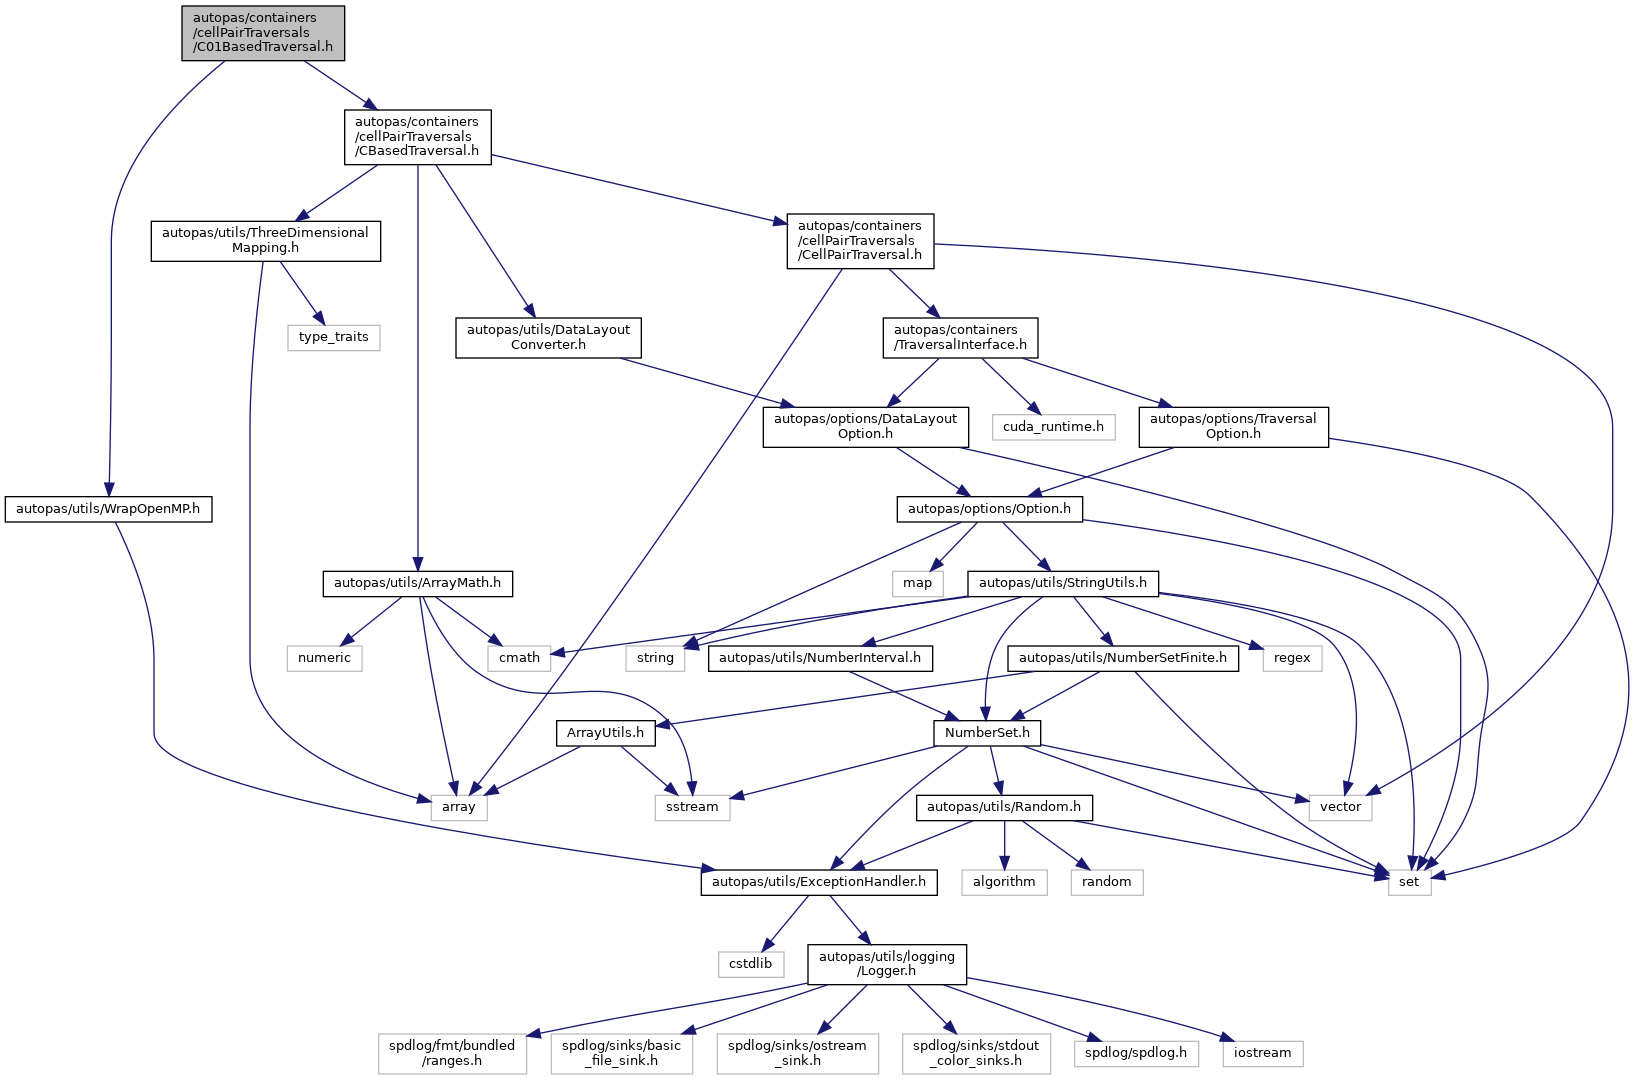 autopas/containers
/cellPairTraversals
/C01BasedTraversal.h
autopas/containers
/cellPairTraversals
/CBasedTraversal.h
autopas/utils/ThreeDimensional
Mapping.h
autopas/containers
/cellPairTraversals
/CellPairTraversal.h
type_traits
autopas/utils/DataLayout
Converter.h
autopas/containers
/TraversalInterface.h
autopas/options/DataLayout
Option.h
cuda_runtime.h
autopas/options/Traversal
Option.h
autopas/utils/WrapOpenMP.h
autopas/options/Option.h
autopas/utils/ArrayMath.h
map
autopas/utils/StringUtils.h
numeric
cmath
string
autopas/utils/NumberInterval.h
autopas/utils/NumberSetFinite.h
regex
ArrayUtils.h
NumberSet.h
array
sstream
autopas/utils/Random.h
vector
autopas/utils/ExceptionHandler.h
algorithm
random
set
cstdlib
autopas/utils/logging
/Logger.h
spdlog/fmt/bundled
/ranges.h
spdlog/sinks/basic
_file_sink.h
spdlog/sinks/ostream
_sink.h
spdlog/sinks/stdout
_color_sinks.h
spdlog/spdlog.h
iostream